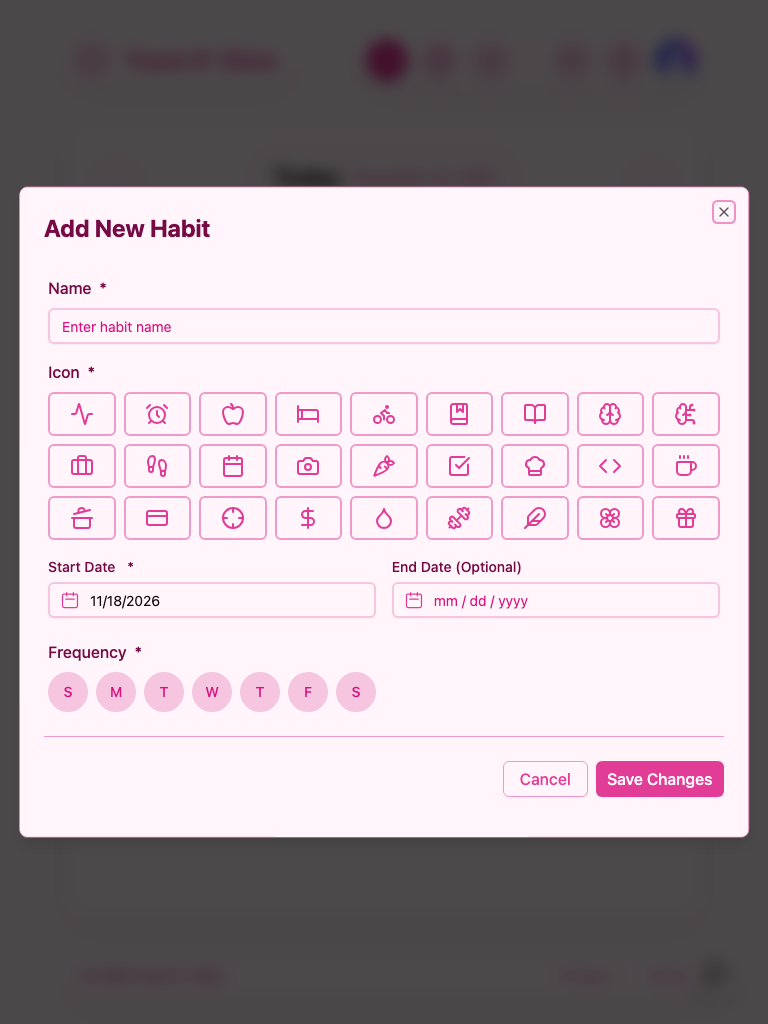 Add New Habit
Name *
Enter habit name
Icon *
Start Date *
End Date (Optional)
11/18/2026
mm / dd / yyyy
Frequency *
S M T W T F S
Cancel
Save Changes